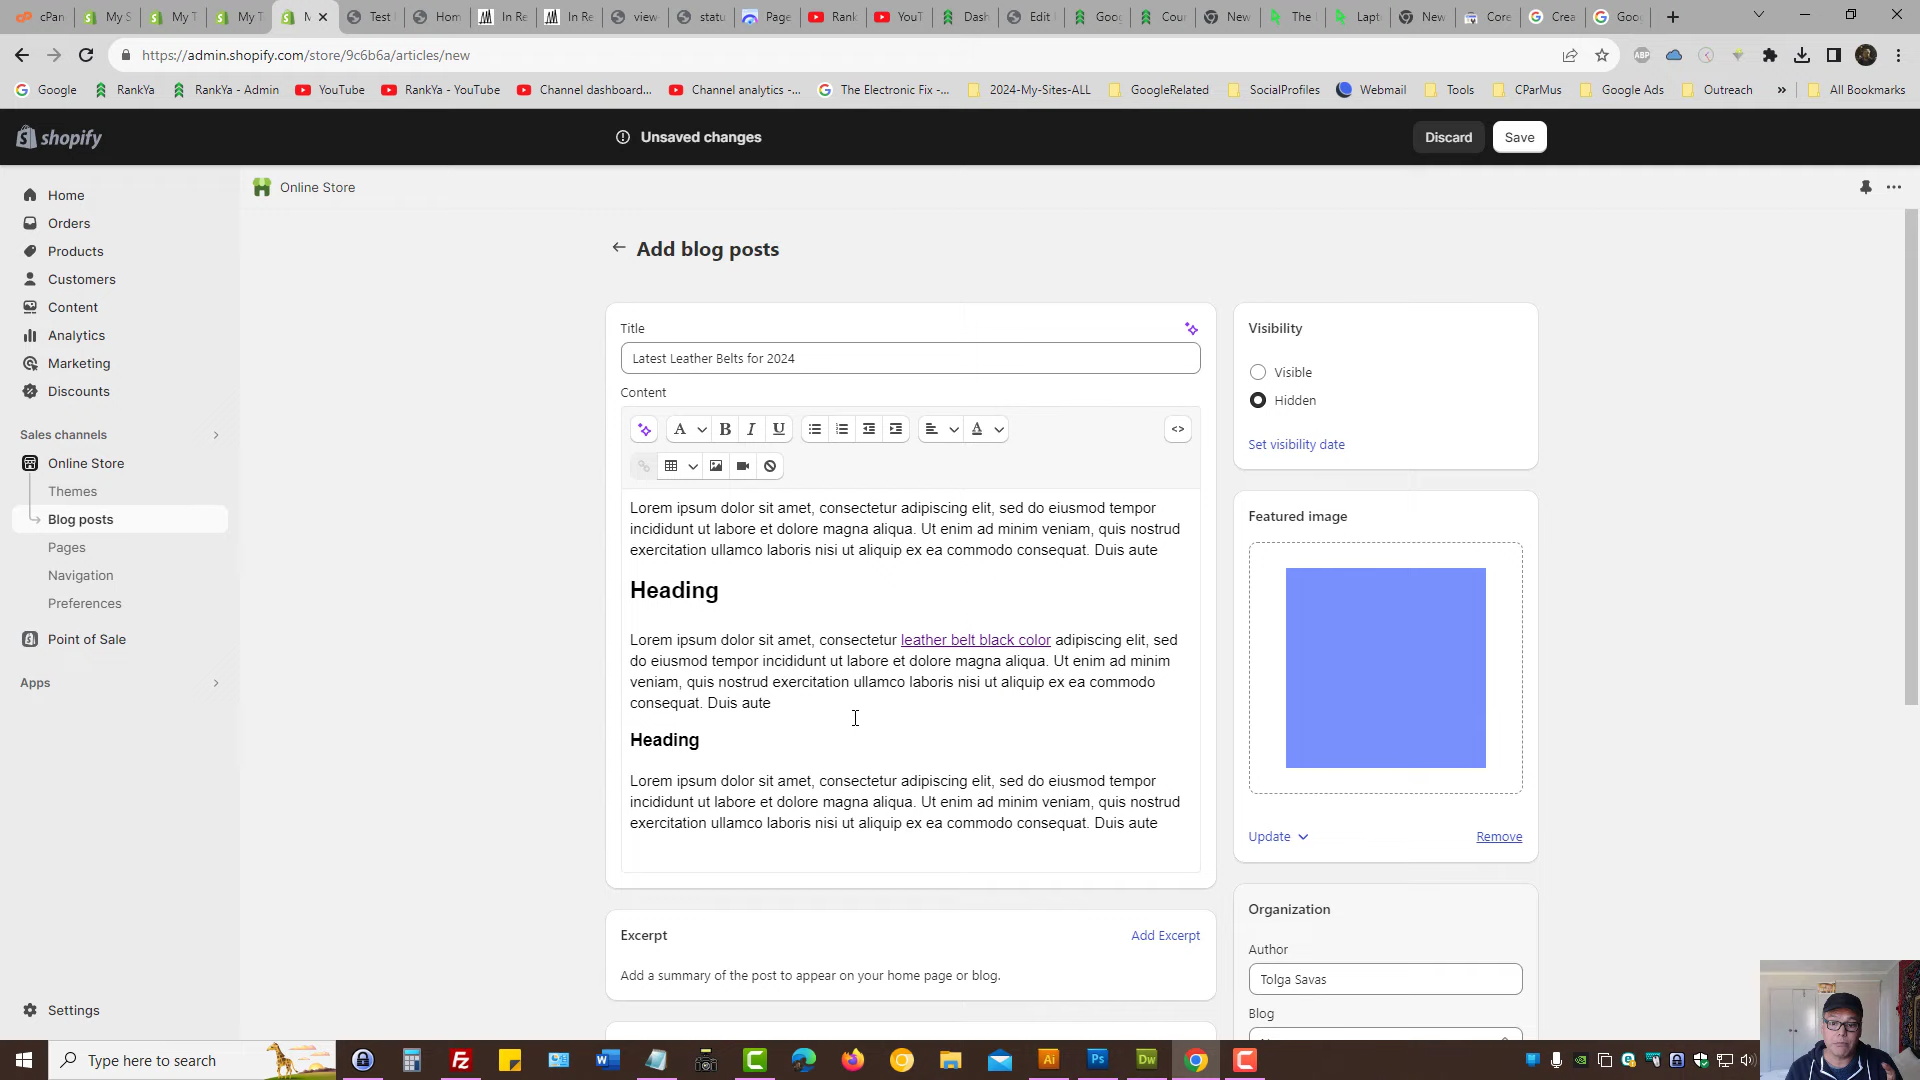 cPan
My S
My T
My T
M
Test
Hom
In Re
In Re
view-
statu
Page
Rank
YouT
Dash
Edit
Goog
Cour
New
The
Lapt
New
Core
Crea
Goo
https://admin.shopify.com/store/9c6b6a/articles/new
ABP
Google
RankYa
RankYa - Admin
YouTube
RankYa - YouTube
Channel dashboard...
Channel analytics -...
The Electronic Fix -...
2024-My-Sites-ALL
GoogleRelated
SocialProfiles
Webmail
Tools
CParMus
Google Ads
Outreach
»
All Bookmarks
shopify
Unsaved changes
Discard
Save
Home
Orders
Products
Customers
Content
Analytics
Marketing
Discounts
Sales channels
Online Store
Themes
Blog posts
Pages
Navigation
Preferences
Point of Sale
Apps
Settings
Online Store
Add blog posts
Title
Latest Leather Belts for 2024
Content
A
B
I
U
A
<>
Lorem ipsum dolor sit amet, consectetur adipiscing elit, sed do eiusmod tempor
incididunt ut labore et dolore magna aliqua. Ut enim ad minim veniam, quis nostrud
exercitation ullamco laboris nisi ut aliquip ex ea commodo consequat. Duis aute
Heading
Lorem ipsum dolor sit amet, consectetur leather belt black color adipiscing elit, sed
do eiusmod tempor incididunt ut labore et dolore magna aliqua. Ut enim ad minim
veniam, quis nostrud exercitation ullamco laboris nisi ut aliquip ex ea commodo
consequat. Duis aute
Heading
Lorem ipsum dolor sit amet, consectetur adipiscing elit, sed do eiusmod tempor
incididunt ut labore et dolore magna aliqua. Ut enim ad minim veniam, quis nostrud
exercitation ullamco laboris nisi ut aliquip ex ea commodo consequat. Duis aute
Excerpt
Add Excerpt
Add a summary of the post to appear on your home page or blog.
Visibility
Visible
Hidden
Set visibility date
Featured image
Update
Remove
Organization
Author
Tolga Savas
Blog
Type here to search
Fz
W
C
Ai
Ps
Dw
C